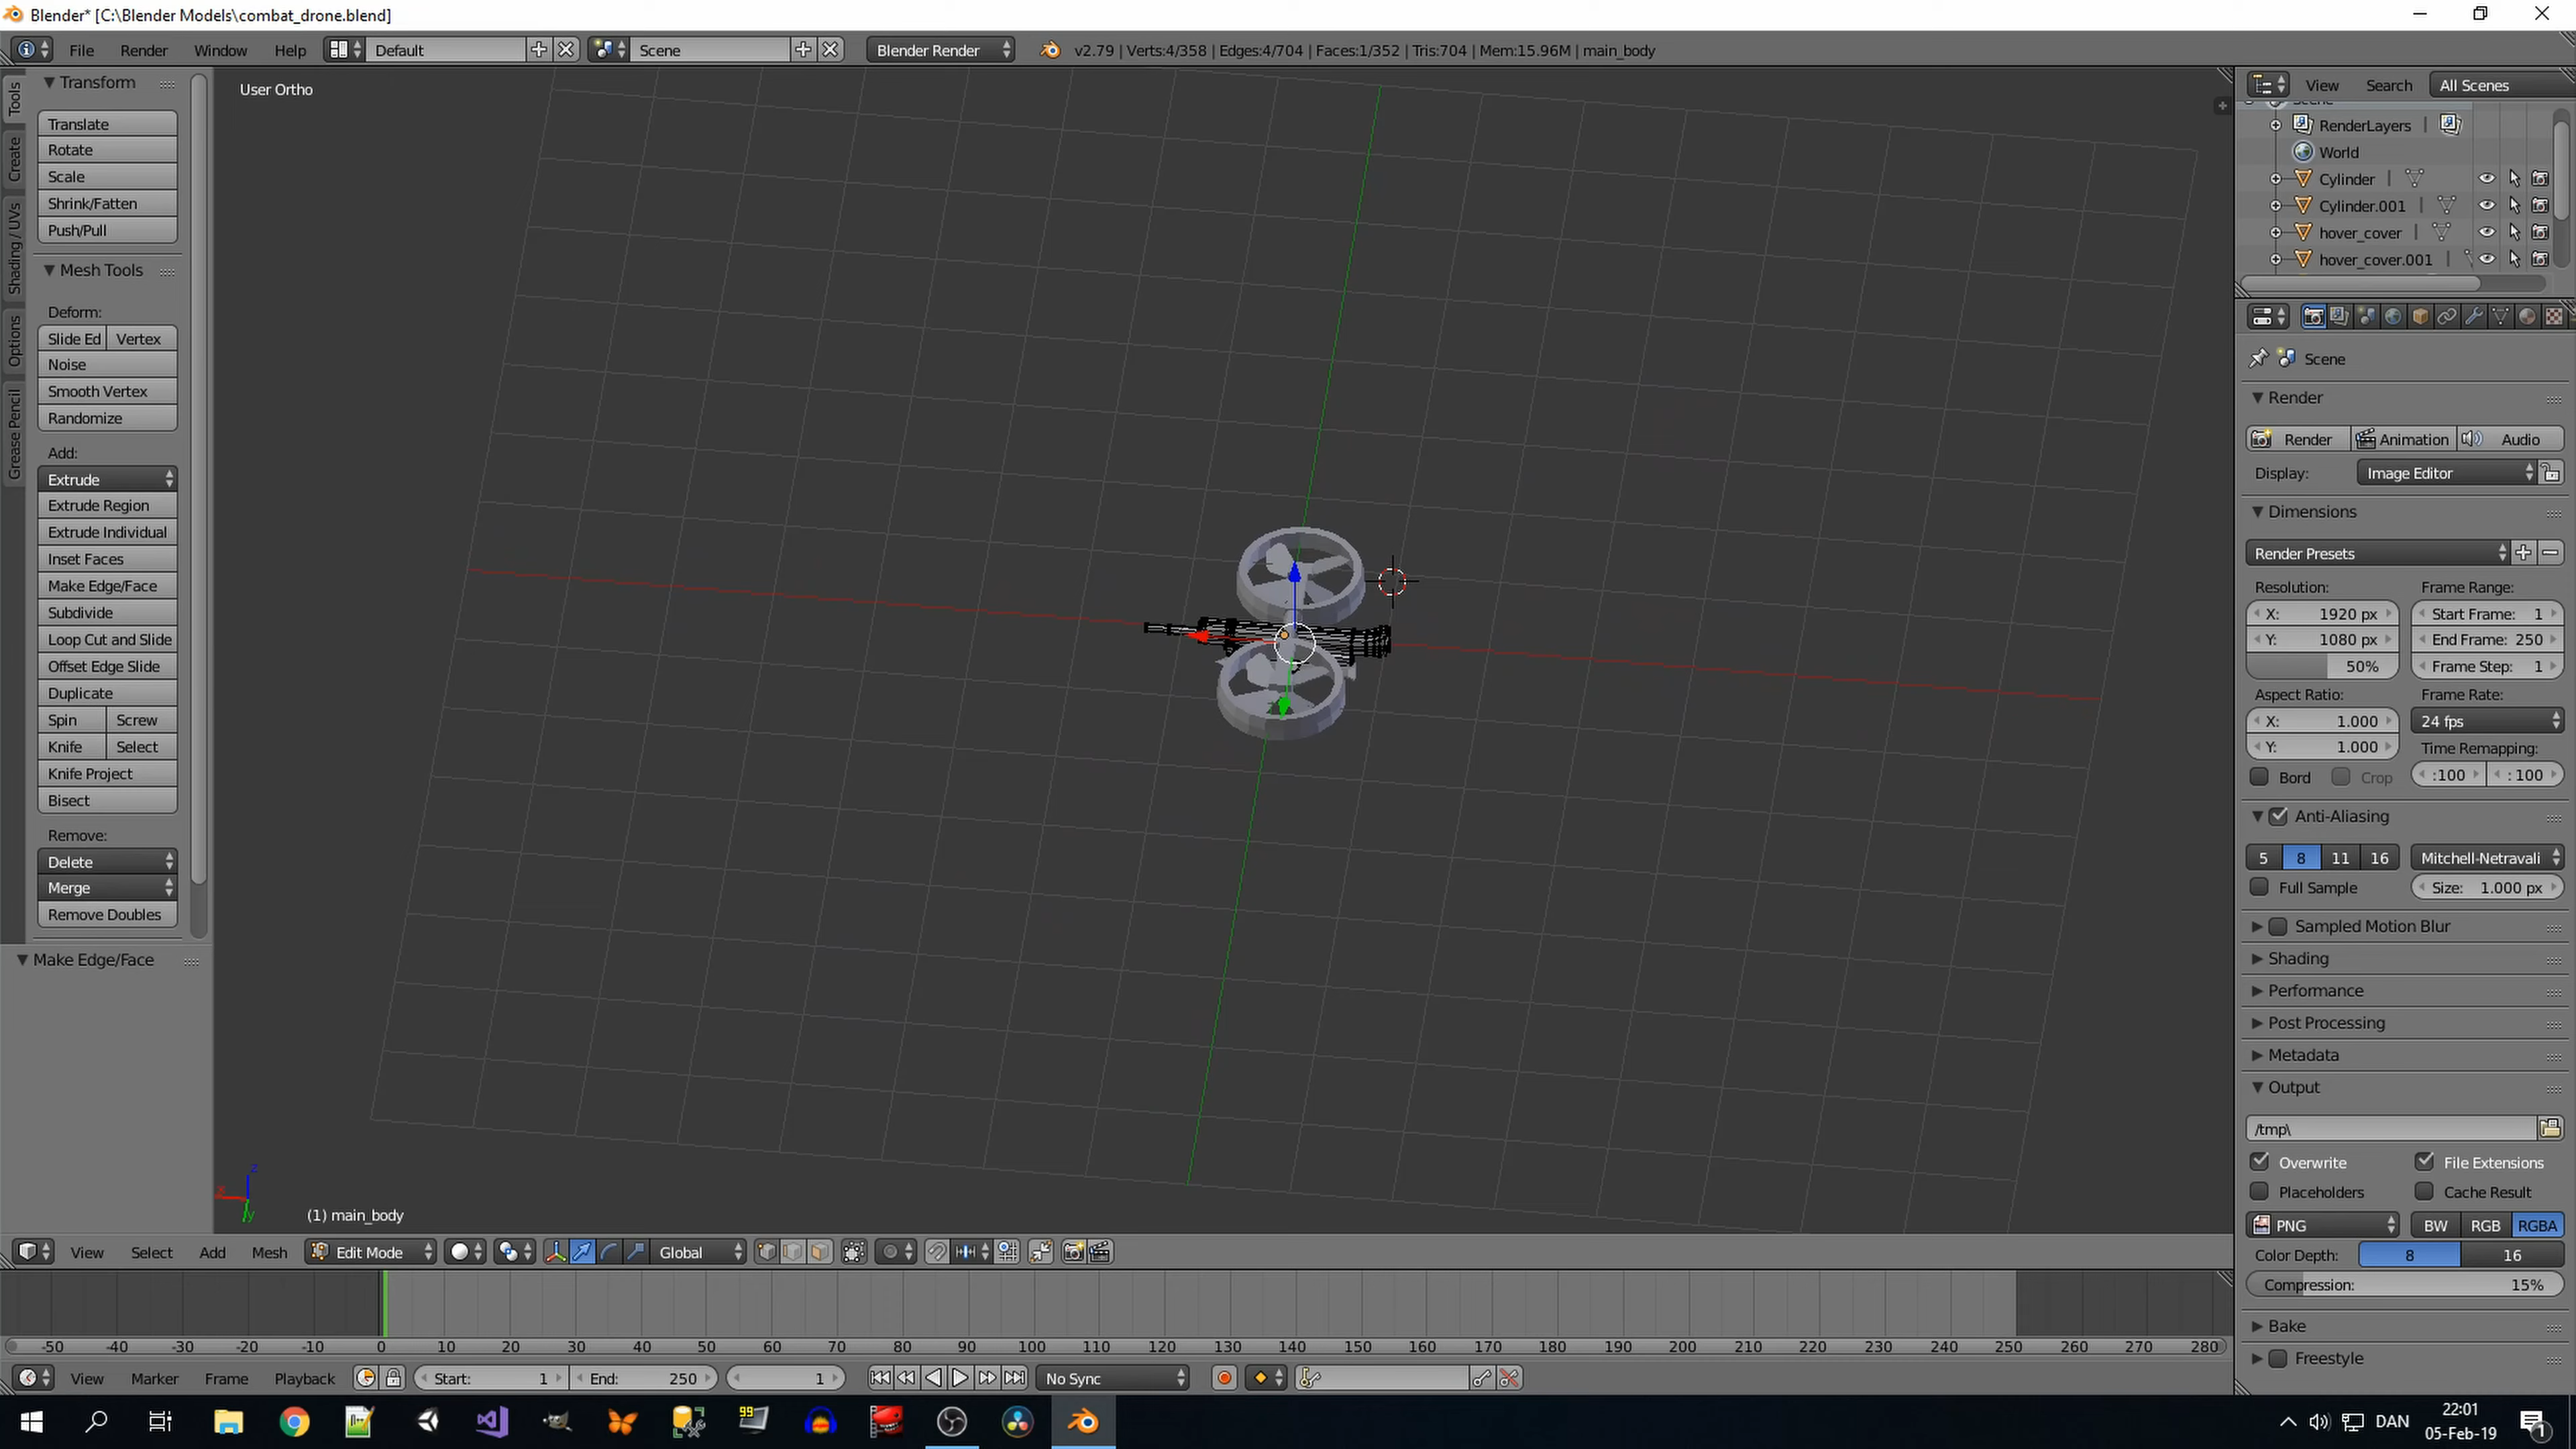 Blender* [C:\Blender Models\combat_drone.blend]
File Render Window Help Default Scene Blender Render v2.79 | Verts:4/358 | Edges:4/704 | Faces:1/352 | Tris:704 | Mem:15.96M | main_body
Tools
Create
Shading / UVs
Options
Grease Pencil
Transform
Translate
Rotate
Scale
Shrink/Fatten
Push/Pull
Mesh Tools
Deform:
Slide Ed Vertex
Noise
Smooth Vertex
Randomize
Add:
Extrude
Extrude Region
Extrude Individual
Inset Faces
Make Edge/Face
Subdivide
Loop Cut and Slide
Offset Edge Slide
Duplicate
Spin Screw
Knife Select
Knife Project
Bisect
Remove:
Delete
Merge
Remove Doubles
Make Edge/Face
User Ortho
z
x
y
(1) main_body
View Search All Scenes
Scene
RenderLayers |
World
Cylinder |
Cylinder.001 |
hover_cover |
hover_cover.001 |
Scene
Render
Render Animation Audio
Display: Image Editor
Dimensions
Render Presets
Resolution: Frame Range:
X: 1920 px Start Frame: 1
Y: 1080 px End Frame: 250
50% Frame Step: 1
Aspect Ratio: Frame Rate:
X: 1.000 24 fps
Y: 1.000 Time Remapping:
Bord Crop :100 : 100
Anti-Aliasing
5 8 11 16 Mitchell-Netravali
Full Sample Size: 1.000 px
Sampled Motion Blur
Shading
Performance
Post Processing
Metadata
Output
/tmp\
Overwrite File Extensions
Placeholders Cache Result
PNG BW RGB RGBA
Color Depth: 8 16
Compression: 15%
Bake
Freestyle
View Select Add Mesh Edit Mode Global
-50 -40 -30 -20 -10 0 10 20 30 40 50 60 70 80 90 100 110 120 130 140 150 160 170 180 190 200 210 220 230 240 250 260 270 280
View Marker Frame Playback Start: 1 End: 250 1 No Sync
99
DAN
22:01
05-Feb-19
1